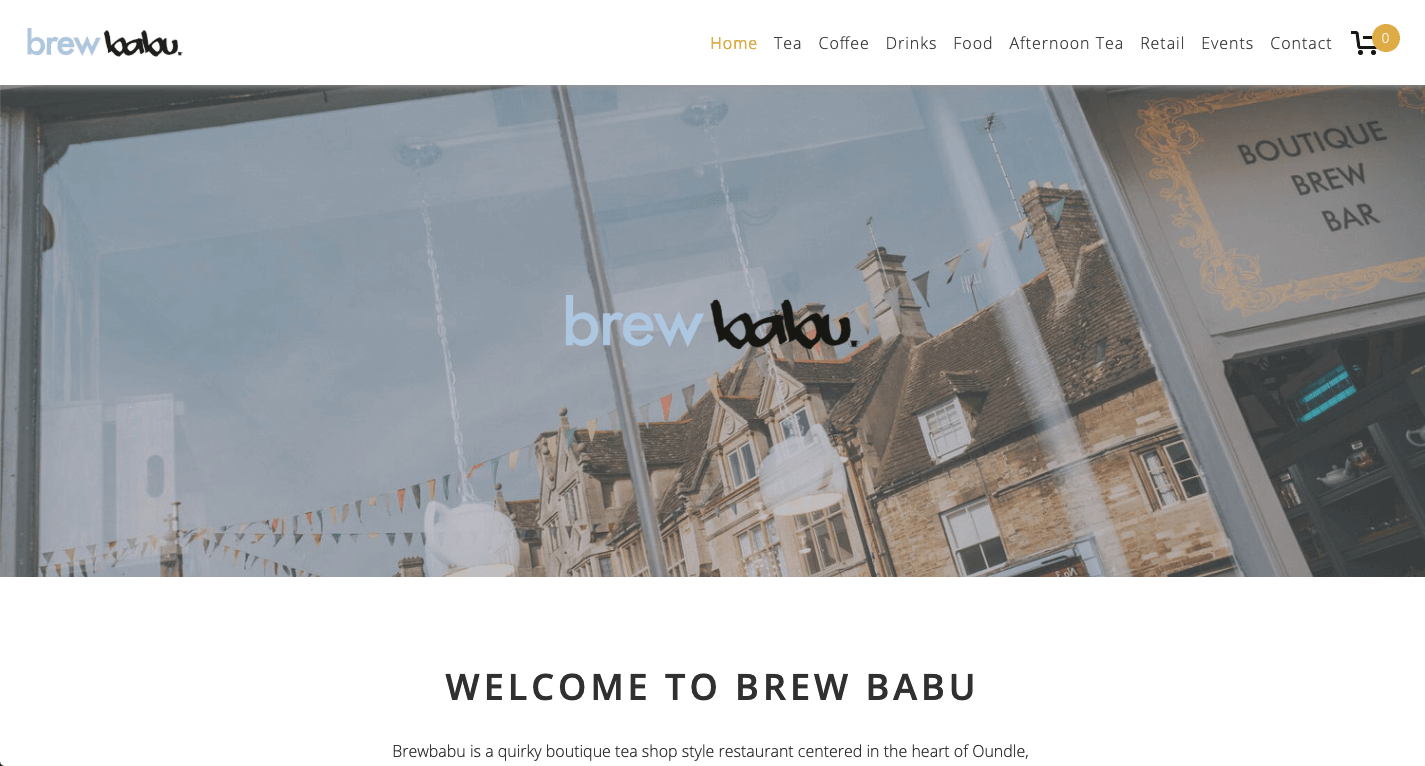 brew babu.
Home Tea Coffee Drinks Food Afternoon Tea Retail Events Contact 0
BOUTIQUE
BREW
BAR
brew babu.
WELCOME TO BREW BABU
Brewbabu is a quirky boutique tea shop style restaurant centered in the heart of Oundle,